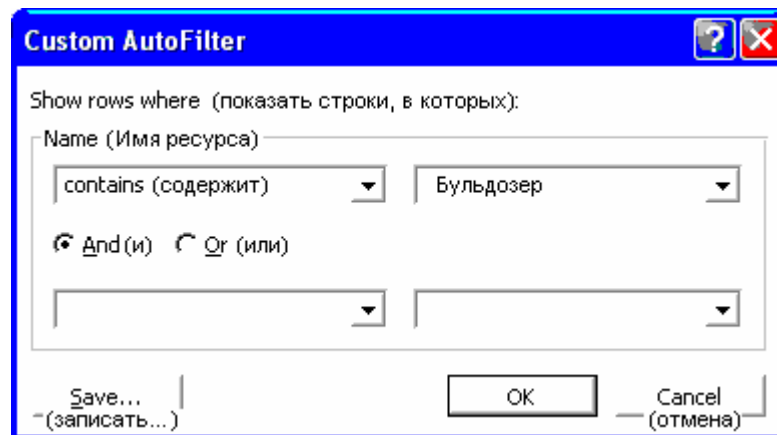 Custom AutoFilter
Show rows where (показать строки, в которых):
Name (Имя ресурса)
contains (содержит) Бульдозер
And (и) Or (или)
Save... OK Cancel
(записать...) (отмена)